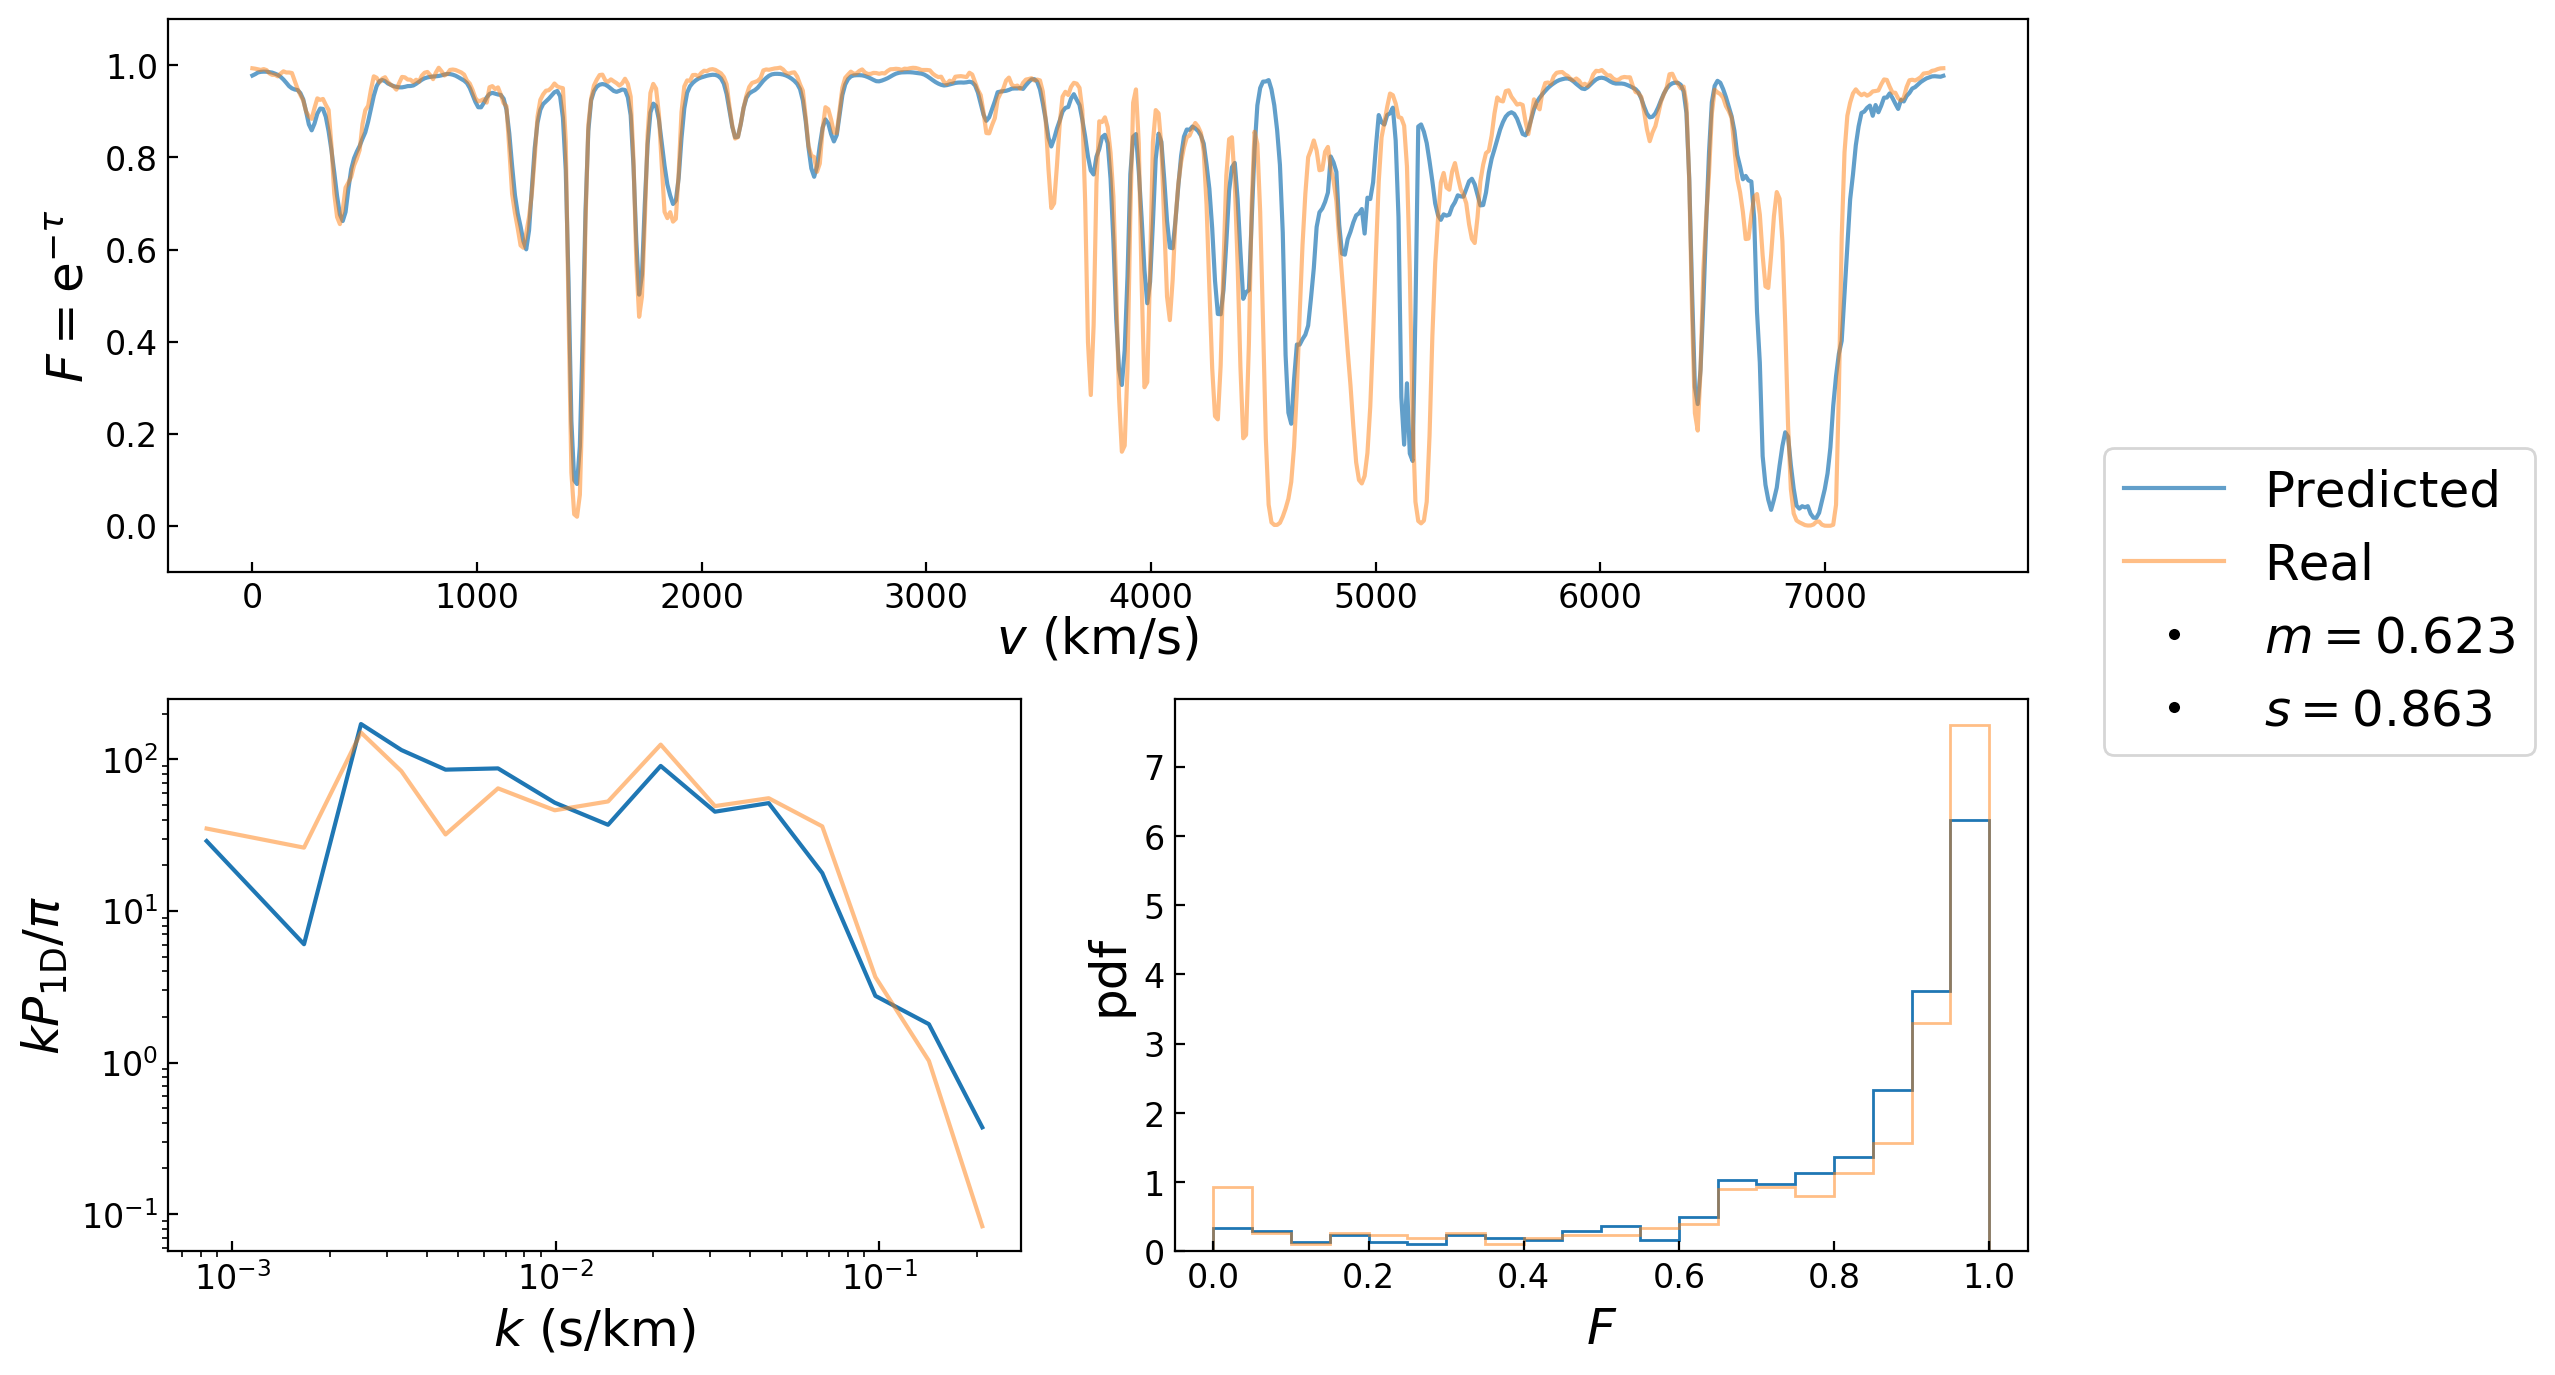 1.0
0.8
0.6
0.4
0.2
0.0
F = e^{−τ}
0 1000 2000 3000 4000 5000 6000 7000
v (km/s)
Predicted
Real
m = 0.623
s = 0.863
10^2
10^1
10^0
10^{−1}
kP_{1D}/π
10^{−3} 10^{−2} 10^{−1}
k (s/km)
7
6
5
4
3
2
1
0
pdf
0.0 0.2 0.4 0.6 0.8 1.0
F